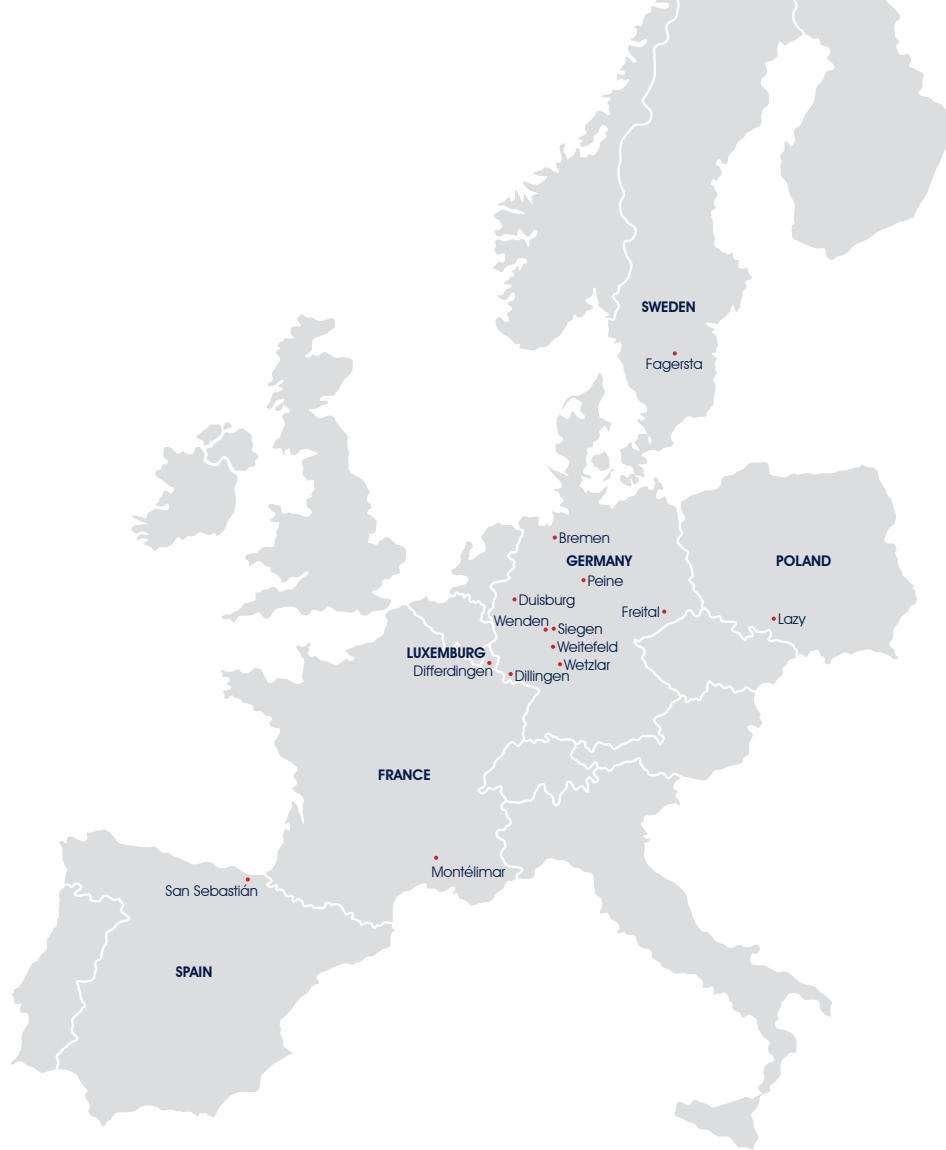 SWEDEN
Fagersta
Bremen
GERMANY
POLAND
Peine
Duisburg
Freital
Lazy
Wenden
Siegen
Weitefeld
LUXEMBURG
Wetzlar
Differdingen
Dillingen
FRANCE
Montélimar
San Sebastián
SPAIN